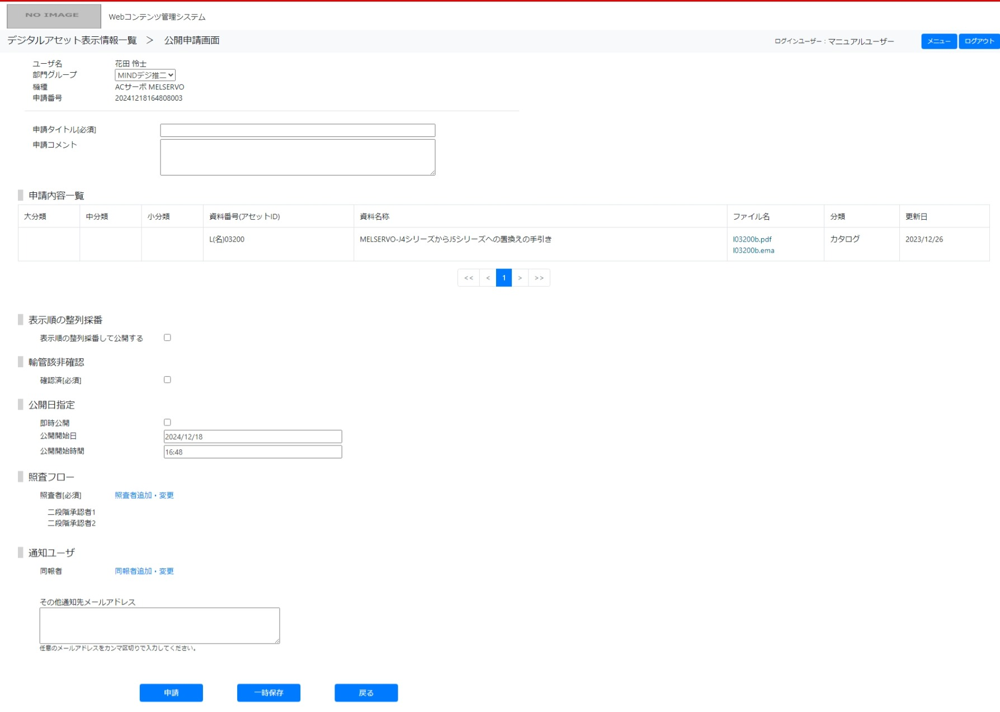 NO IMAGE
Webコンテンツ管理システム
デジタルアセット表示情報一覧 ＞ 公開申請画面
ログインユーザー : マニュアルユーザー
メニュー
ログアウト
ユーザ名 花田 怜士
部門グループ MINDデジ推二
機種 ACサーボ MELSERVO
申請番号 20241218164808003
申請タイトル[必須]
申請コメント
申請内容一覧
大分類 中分類 小分類 資料番号(アセットID) 資料名称 ファイル名 分類 更新日
L(名)03200 MELSERVO-J4シリーズからJ5シリーズへの置換えの手引き l03200b.pdf カタログ 2023/12/26
l03200b.ema
<< < 1 > >>
表示順の整列採番
表示順の整列採番して公開する
輸管該非確認
確認済[必須]
公開日指定
即時公開
公開開始日 2024/12/18
公開開始時間 16:48
照査フロー
照査者[必須] 照査者追加・変更
二段階承認者1
二段階承認者2
通知ユーザ
同報者 同報者追加・変更
その他通知先メールアドレス
任意のメールアドレスをカンマ区切りで入力してください。
申請 一時保存 戻る